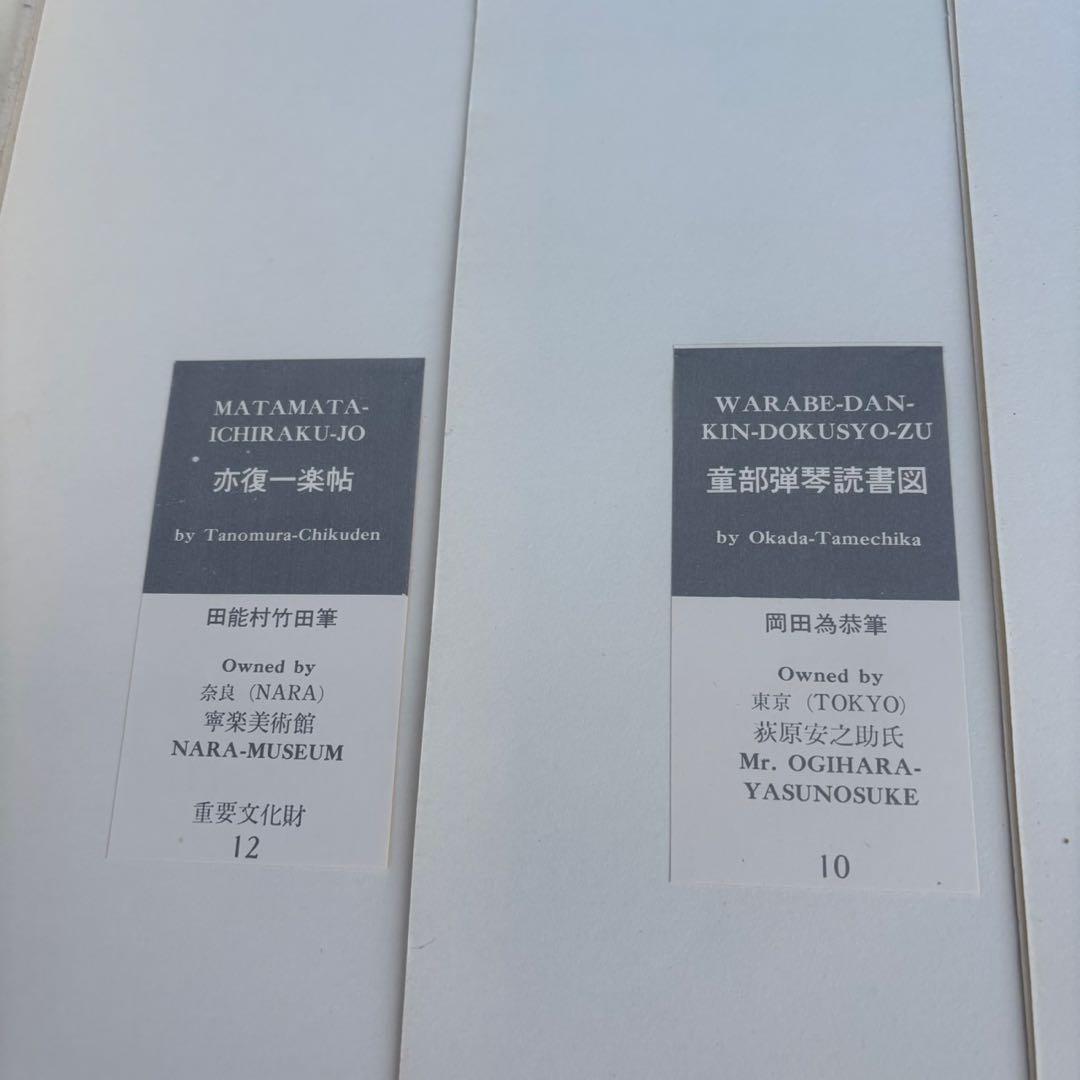 MATAMATA-
ICHIRAKU-JO
亦復一楽帖
by Tanomura-Chikuden
田能村竹田筆
Owned by
奈良（NARA）
寧楽美術館
NARA-MUSEUM
重要文化財
12
WARABE-DAN-
KIN-DOKUSYO-ZU
童部弾琴読書図
by Okada-Tamechika
岡田為恭筆
Owned by
東京（TOKYO）
荻原安之助氏
Mr. OGIHARA-
YASUNOSUKE
10